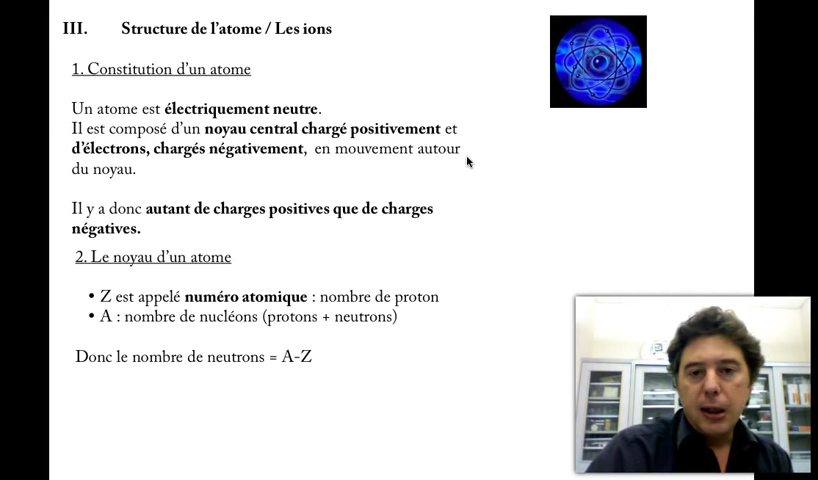 III. Structure de l’atome / Les ions
1. Constitution d’un atome
Un atome est électriquement neutre.
Il est composé d’un noyau central chargé positivement et
d’électrons, chargés négativement, en mouvement autour
du noyau.
Il y a donc autant de charges positives que de charges
négatives.
2. Le noyau d’un atome
• Z est appelé numéro atomique : nombre de proton
• A : nombre de nucléons (protons + neutrons)
Donc le nombre de neutrons = A-Z